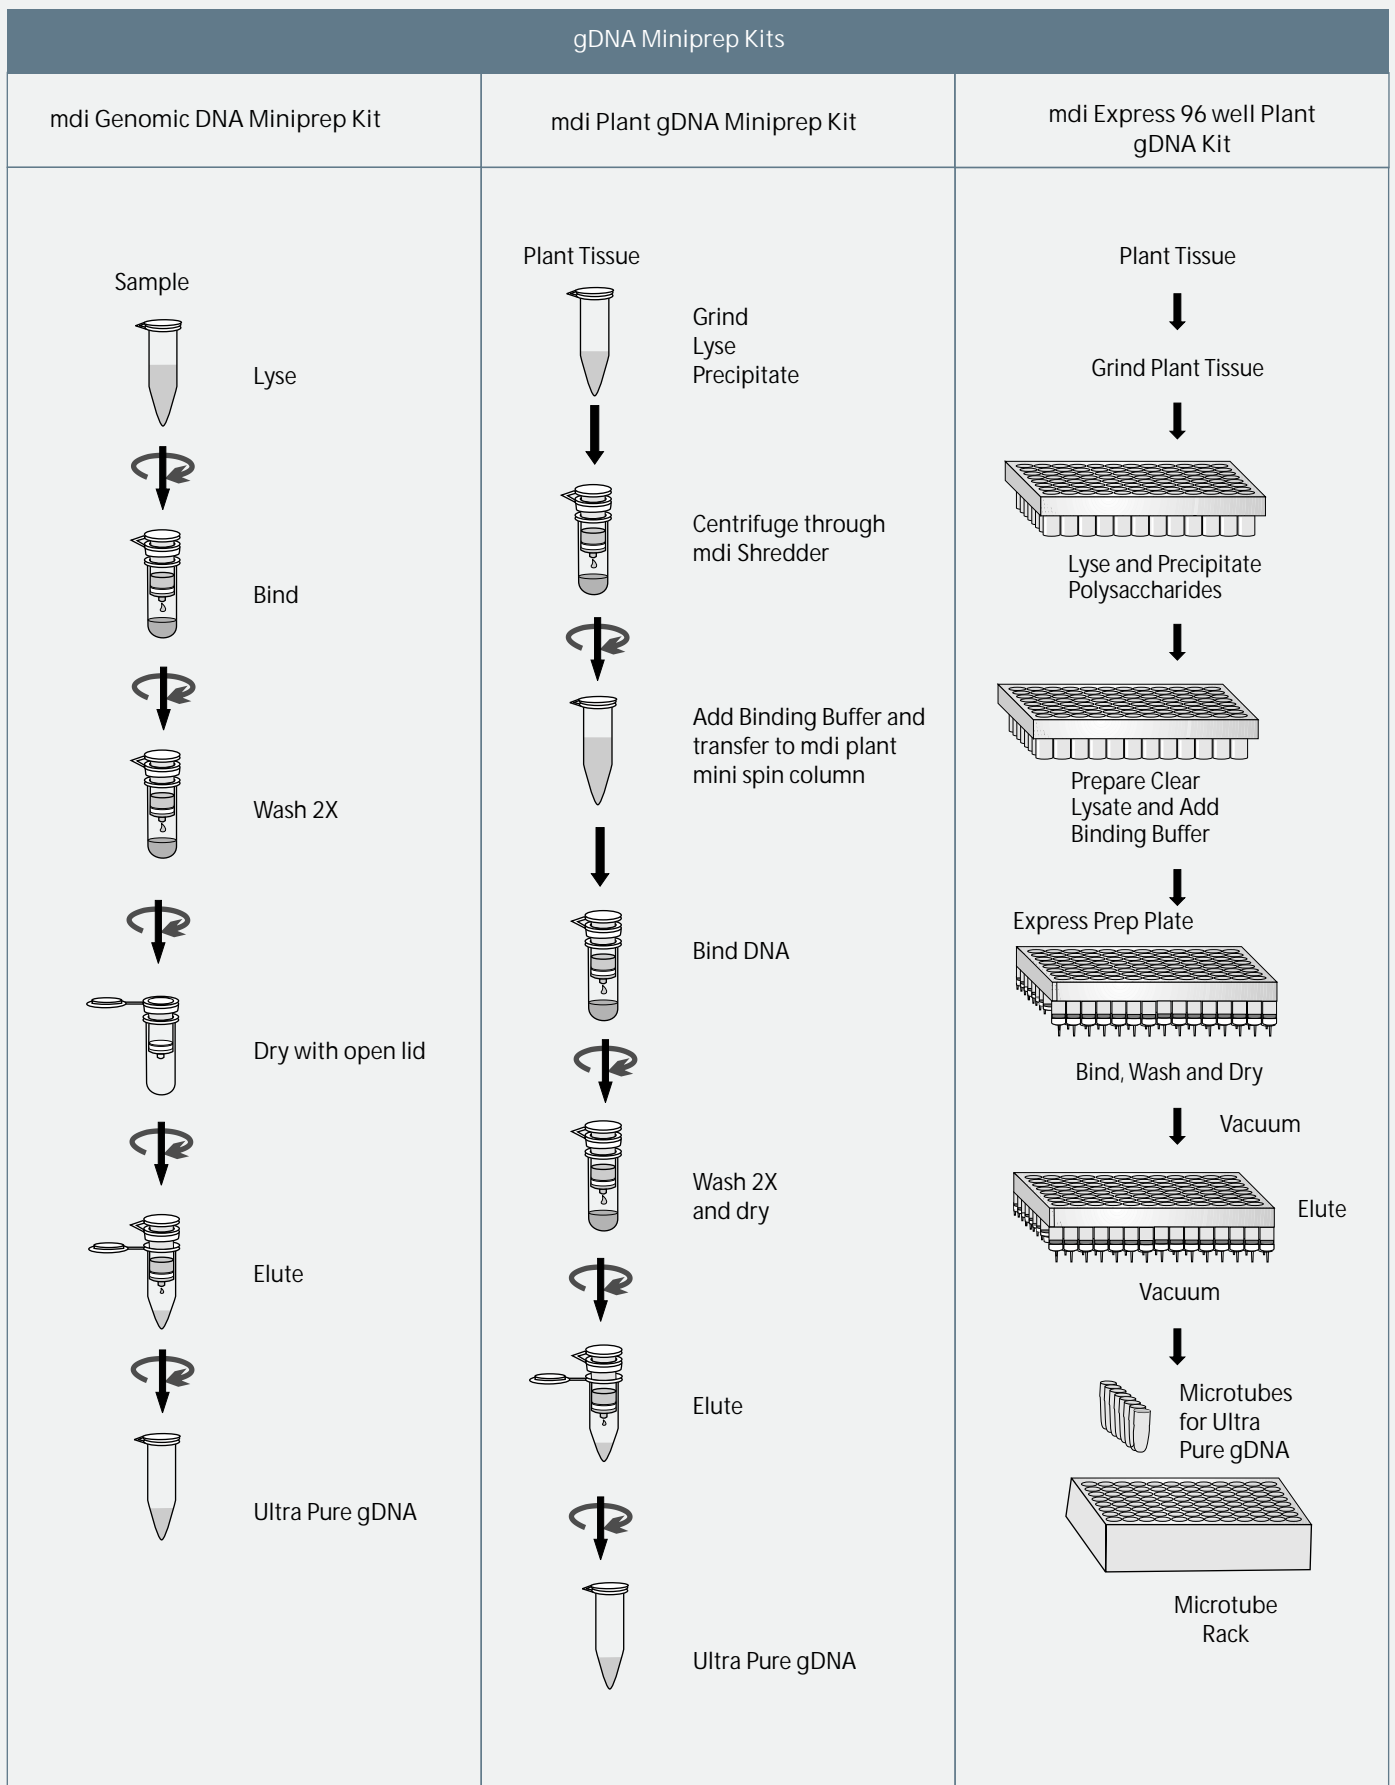 gDNA Miniprep Kits
mdi Genomic DNA Miniprep Kit
Sample
Lyse
Bind
Wash 2X
Dry with open lid
Elute
Ultra Pure gDNA
mdi Plant gDNA Miniprep Kit
Plant Tissue
Grind
Lyse
Precipitate
Centrifuge through
mdi Shredder
Add Binding Buffer and
transfer to mdi plant
mini spin column
Bind DNA
Wash 2X
and dry
Elute
Ultra Pure gDNA
mdi Express 96 well Plant
gDNA Kit
Plant Tissue
Grind Plant Tissue
Lyse and Precipitate
Polysaccharides
Prepare Clear
Lysate and Add
Binding Buffer
Express Prep Plate
Bind, Wash and Dry
Vacuum
Elute
Vacuum
Microtubes
for Ultra
Pure gDNA
Microtube
Rack